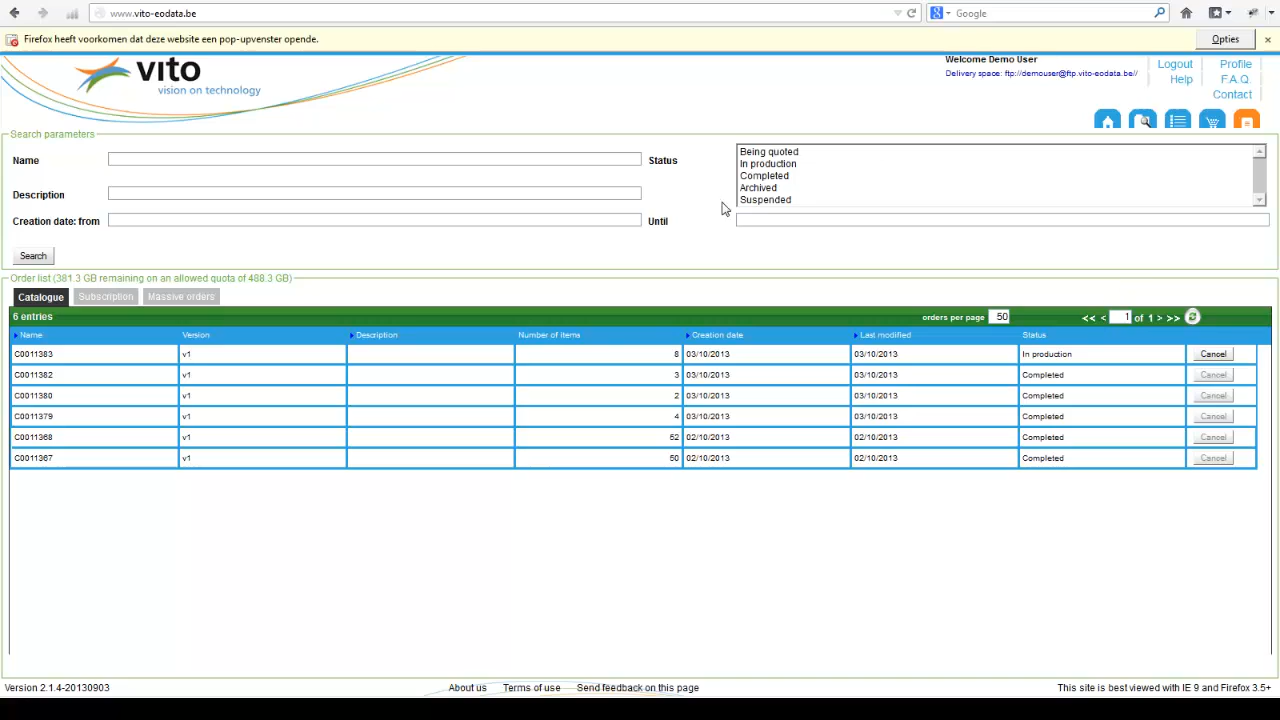 www.vito-eodata.be
Google
Firefox heeft voorkomen dat deze website een pop-upvenster opende.
Opties
vito
vision on technology
Welcome Demo User
Delivery space: ftp://demouser@ftp.vito-eodata.be//
Logout
Profile
Help
F.A.Q.
Contact
Search parameters
Name
Status
Being quoted
In production
Completed
Archived
Suspended
Description
Creation date: from
Until
Search
Order list (381.3 GB remaining on an allowed quota of 488.3 GB)
Catalogue Subscription Massive orders
6 entries orders per page 50 << < 1 of 1 > >>
Name Version Description Number of items Creation date Last modified Status
C0011383 v1 8 03/10/2013 03/10/2013 In production Cancel
C0011382 v1 3 03/10/2013 03/10/2013 Completed Cancel
C0011380 v1 2 03/10/2013 03/10/2013 Completed Cancel
C0011379 v1 4 03/10/2013 03/10/2013 Completed Cancel
C0011368 v1 52 02/10/2013 02/10/2013 Completed Cancel
C0011367 v1 50 02/10/2013 02/10/2013 Completed Cancel
Version 2.1.4-20130903 About us Terms of use Send feedback on this page This site is best viewed with IE 9 and Firefox 3.5+